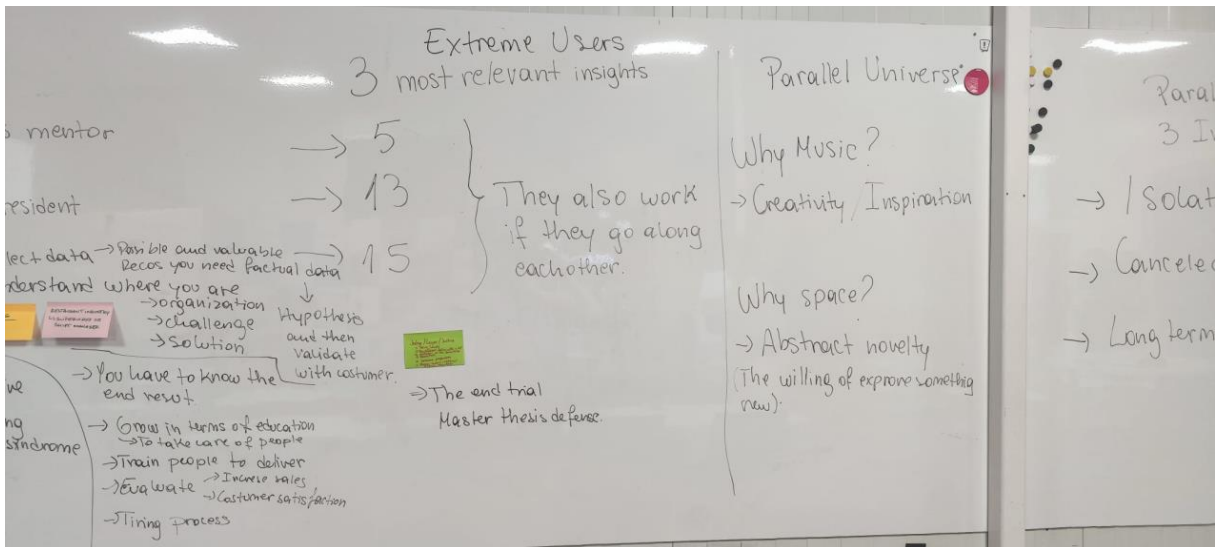 Extreme Users
3 most relevant insights
mentor
→ 5
resident
→ 13
lect data → Possible and valuable → 15
Recos you need factual data
derstand where you are
→ organization
→ challenge
→ solution
↓
Hypothesis
and then
validate
with costumer.
They also work
if they go along
eachother.
→ You have to know the
end result
→ Grow in terms of education
→ To take care of people
→ Train people to deliver
→ Evaluate → Increse sales
→ Costumer satisfaction
→ Tiring process
ve
ng
syndrome
→ The end trial
Master thesis defense.
Parallel Universe
Why Music?
→ Creativity / Inspiration
Why space?
→ Abstract novelty
(The willing of exprove something
new).
Paral
3 I
→ Isolat
→ Cancele
→ Long term